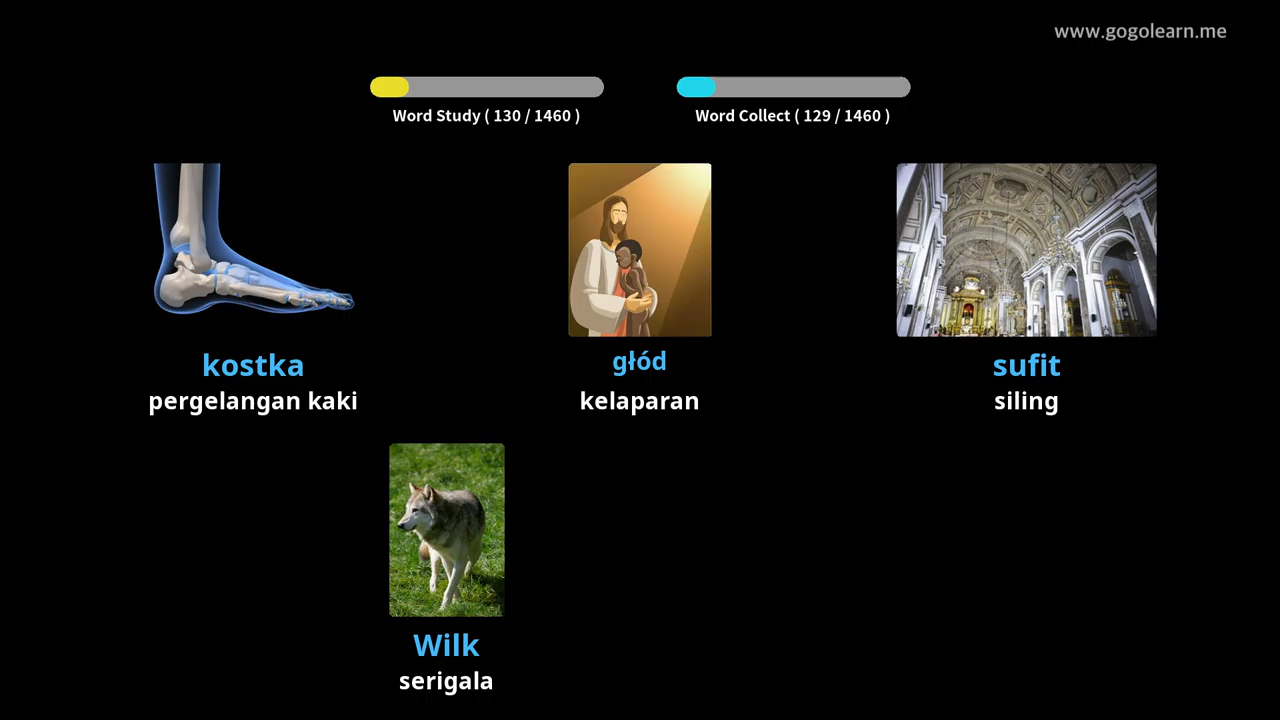 www.gogolearn.me
Word Study ( 130 / 1460 )
Word Collect ( 129 / 1460 )
kostka
pergelangan kaki
głód
kelaparan
sufit
siling
Wilk
serigala